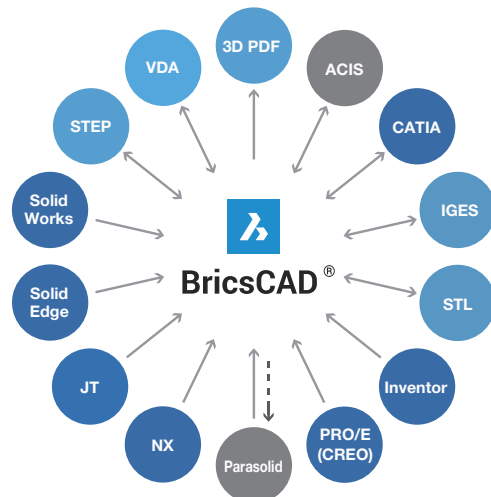 3D PDF
VDA
ACIS
STEP
CATIA
Solid
Works
IGES
BricsCAD®
Solid
Edge
STL
JT
Inventor
NX
PRO/E
(CREO)
Parasolid